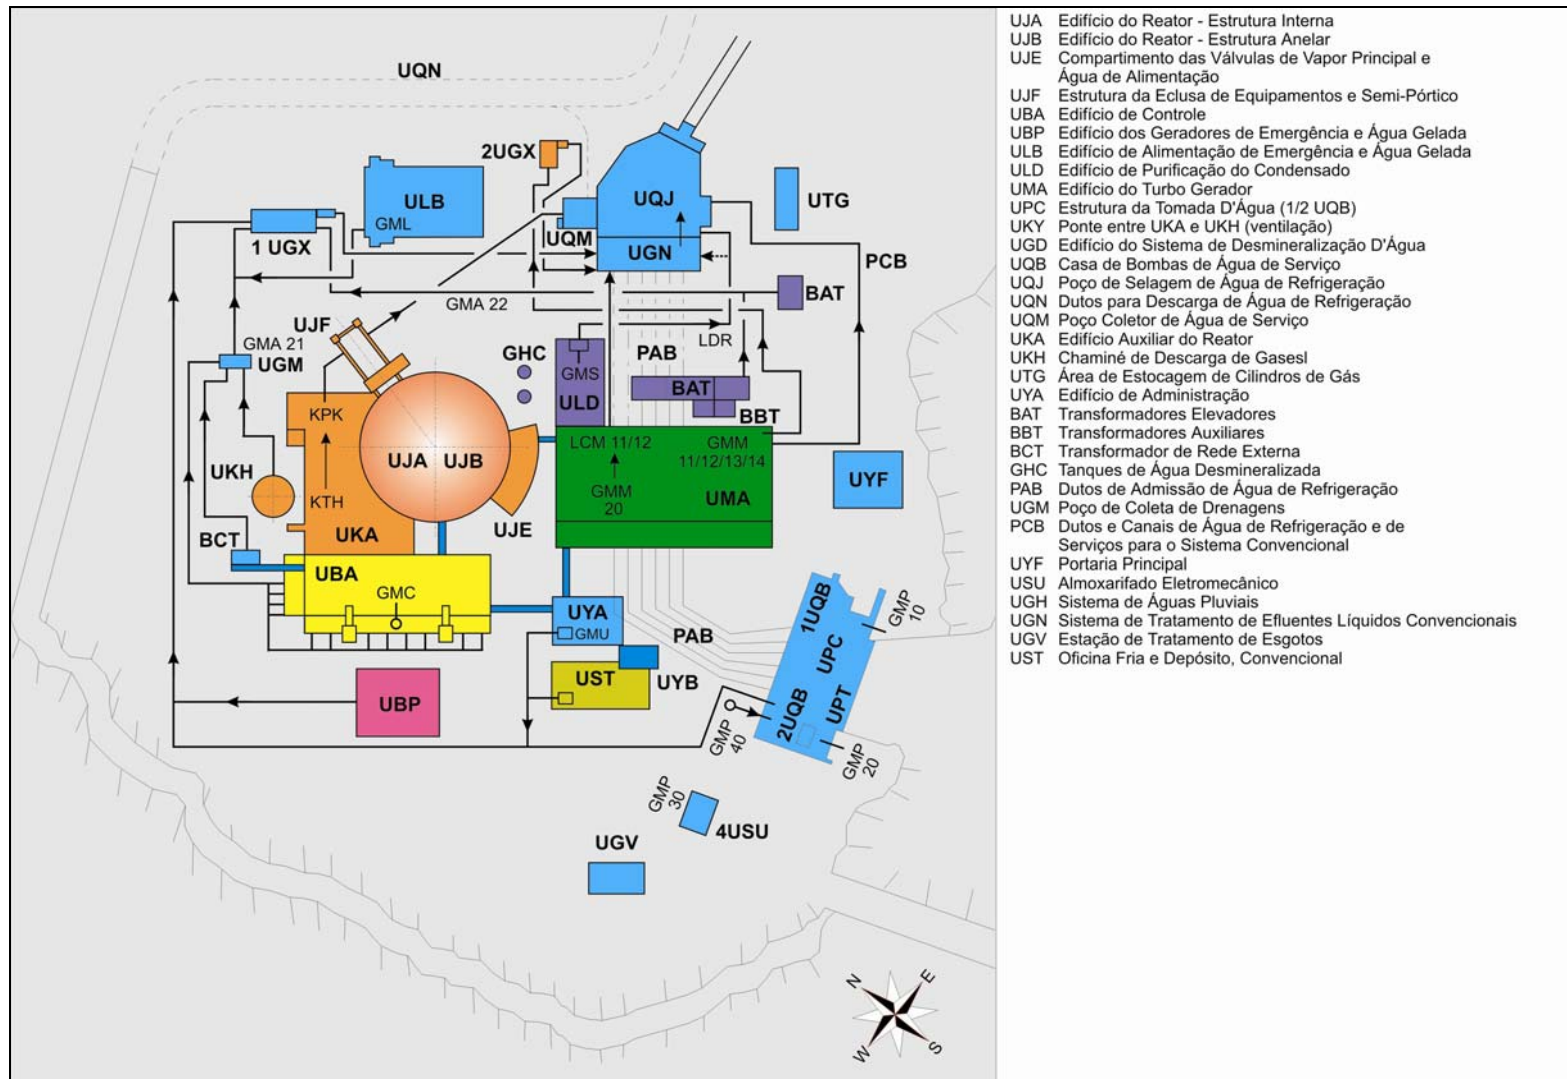 UQN
2UGX
ULB
GML
UQJ
UTG
UQM
1 UGX
UGN
PCB
BAT
GMA 22
UJF
LDR
GMA 21
UGM
GHC
PAB
GMS
BAT
ULD
BBT
KPK
LCM 11/12
GMM
11/12/13/14
UJA
UJB
UKH
UYF
KTH
GMM
20
UMA
UJE
UKA
BCT
UBA
GMC
1UQB
GMP
10
UYA
GMU
PAB
UPC
UST
UYB
UBP
2UQB
UPT
GMP
40
GMP
20
GMP
30
4USU
UGV
N
E
W
S
UJA Edifício do Reator - Estrutura Interna
UJB Edifício do Reator - Estrutura Anelar
UJE Compartimento das Válvulas de Vapor Principal e
Água de Alimentação
UJF Estrutura da Eclusa de Equipamentos e Semi-Pórtico
UBA Edifício de Controle
UBP Edifício dos Geradores de Emergência e Água Gelada
ULB Edifício de Alimentação de Emergência e Água Gelada
ULD Edifício de Purificação do Condensado
UMA Edifício do Turbo Gerador
UPC Estrutura da Tomada D'Água (1/2 UQB)
UKY Ponte entre UKA e UKH (ventilação)
UGD Edifício do Sistema de Desmineralização D'Água
UQB Casa de Bombas de Água de Serviço
UQJ Poço de Selagem de Água de Refrigeração
UQN Dutos para Descarga de Água de Refrigeração
UQM Poço Coletor de Água de Serviço
UKA Edifício Auxiliar do Reator
UKH Chaminé de Descarga de Gasesl
UTG Área de Estocagem de Cilindros de Gás
UYA Edifício de Administração
BAT Transformadores Elevadores
BBT Transformadores Auxiliares
BCT Transformador de Rede Externa
GHC Tanques de Água Desmineralizada
PAB Dutos de Admissão de Água de Refrigeração
UGM Poço de Coleta de Drenagens
PCB Dutos e Canais de Água de Refrigeração e de
Serviços para o Sistema Convencional
UYF Portaria Principal
USU Almoxarifado Eletromecânico
UGH Sistema de Águas Pluviais
UGN Sistema de Tratamento de Efluentes Líquidos Convencionais
UGV Estação de Tratamento de Esgotos
UST Oficina Fria e Depósito, Convencional